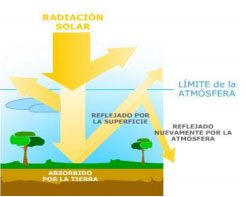 RADIACIÓN
SOLAR
LÍMITE de la
ATMÓSFERA
REFLEJADO POR
LA SUPERFICIE
REFLEJADO
NUEVAMENTE POR LA
ATMÓSFERA
ABSORBIDO
POR LA TIERRA